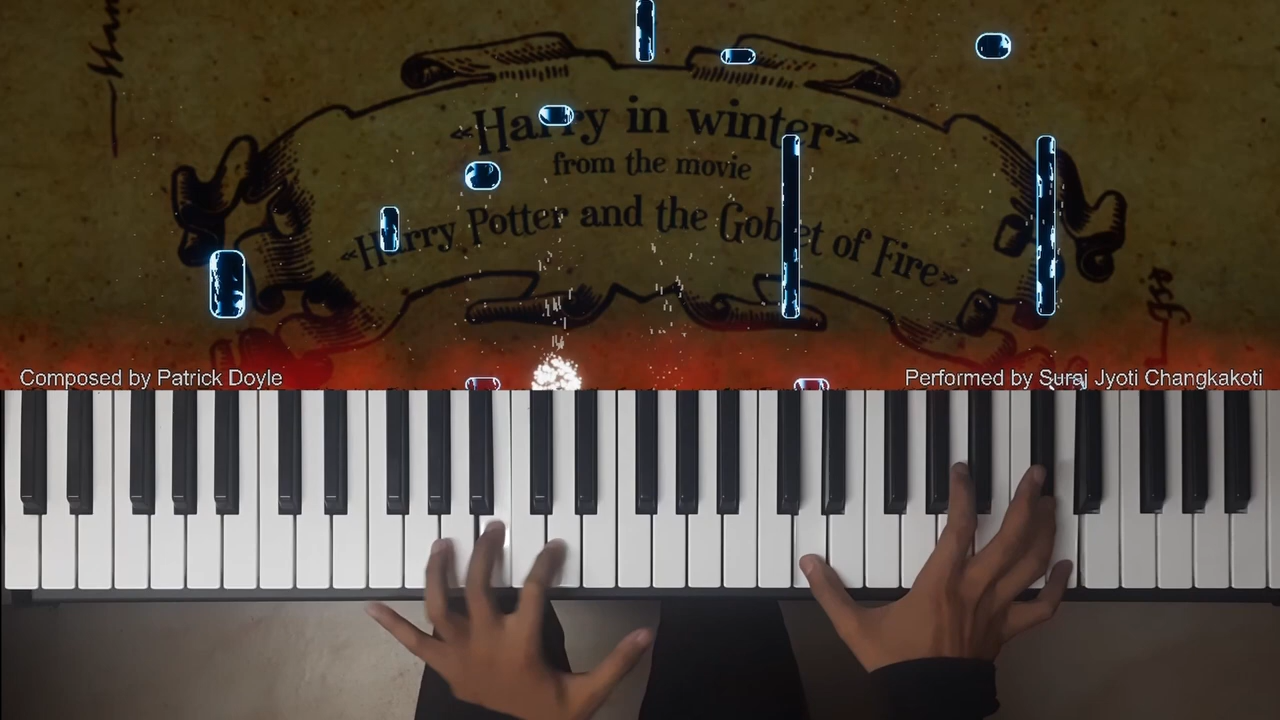 «Harry in winter»
from the movie
«Harry Potter and the Goblet of Fire»
Composed by Patrick Doyle
Performed by Suraj Jyoti Changkakoti